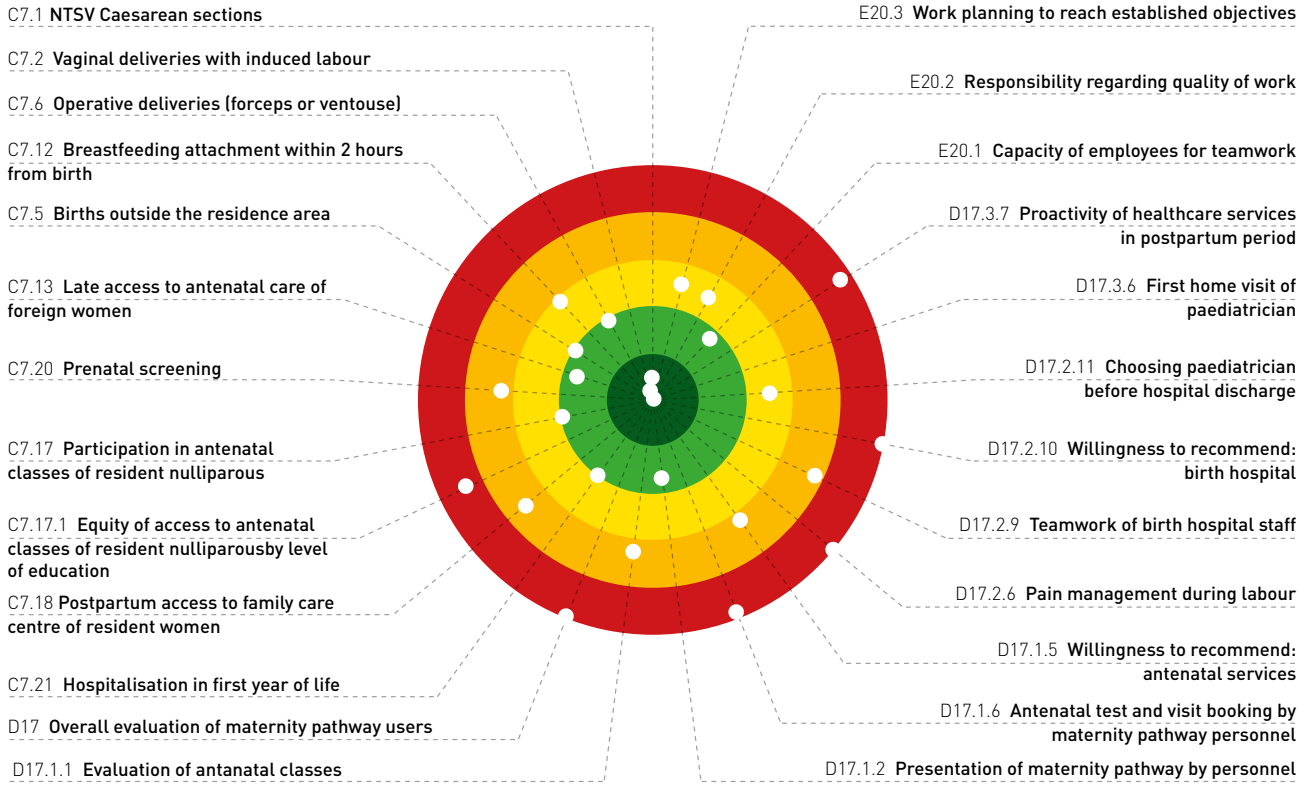 C7.1 NTSV Caesarean sections
C7.2 Vaginal deliveries with induced labour
C7.6 Operative deliveries (forceps or ventouse)
C7.12 Breastfeeding attachment within 2 hours
from birth
C7.5 Births outside the residence area
C7.13 Late access to antenatal care of
foreign women
C7.20 Prenatal screening
C7.17 Participation in antenatal
classes of resident nulliparous
C7.17.1 Equity of access to antenatal
classes of resident nulliparousby level
of education
C7.18 Postpartum access to family care
centre of resident women
C7.21 Hospitalisation in first year of life
D17 Overall evaluation of maternity pathway users
D17.1.1 Evaluation of antanatal classes
E20.3 Work planning to reach established objectives
E20.2 Responsibility regarding quality of work
E20.1 Capacity of employees for teamwork
D17.3.7 Proactivity of healthcare services
in postpartum period
D17.3.6 First home visit of
paediatrician
D17.2.11 Choosing paediatrician
before hospital discharge
D17.2.10 Willingness to recommend:
birth hospital
D17.2.9 Teamwork of birth hospital staff
D17.2.6 Pain management during labour
D17.1.5 Willingness to recommend:
antenatal services
D17.1.6 Antenatal test and visit booking by
maternity pathway personnel
D17.1.2 Presentation of maternity pathway by personnel